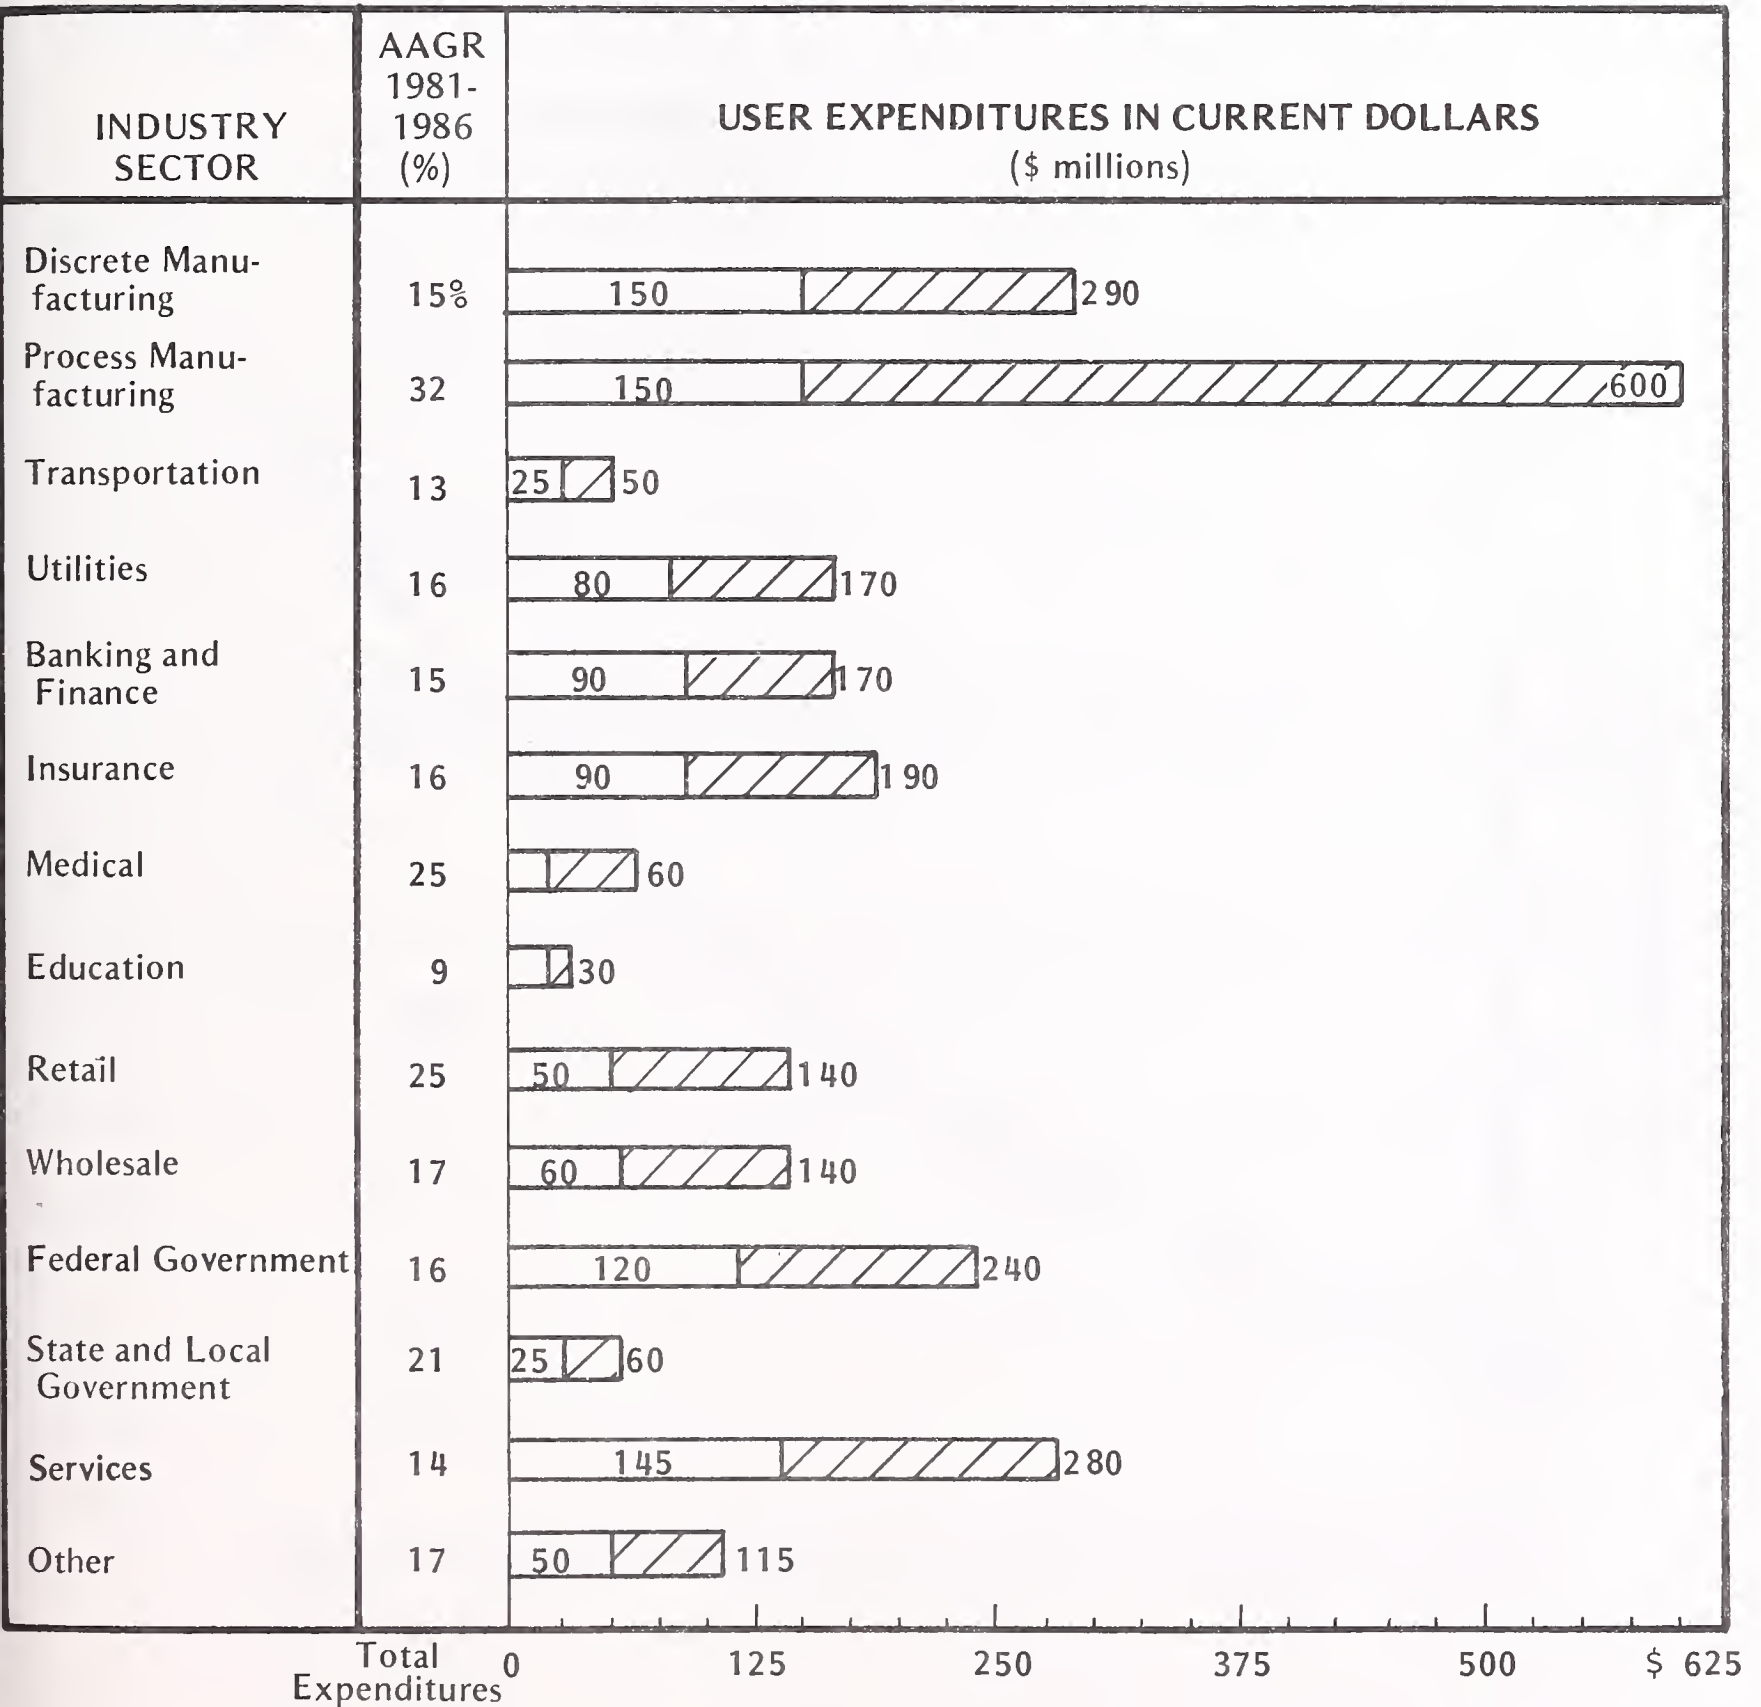 INDUSTRY
SECTOR
AAGR
1981-
1986
(%)
USER EXPENDITURES IN CURRENT DOLLARS
($ millions)
Discrete Manu-
facturing
15%
150
290
Process Manu-
facturing
32
150
600
Transportation
13
25
50
Utilities
16
80
170
Banking and
Finance
15
90
170
Insurance
16
90
190
Medical
25
60
Education
9
30
Retail
25
50
140
Wholesale
17
60
140
Federal Government
16
120
240
State and Local
Government
21
25
60
Services
14
145
280
Other
17
50
115
Total
Expenditures
0
125
250
375
500
$ 625